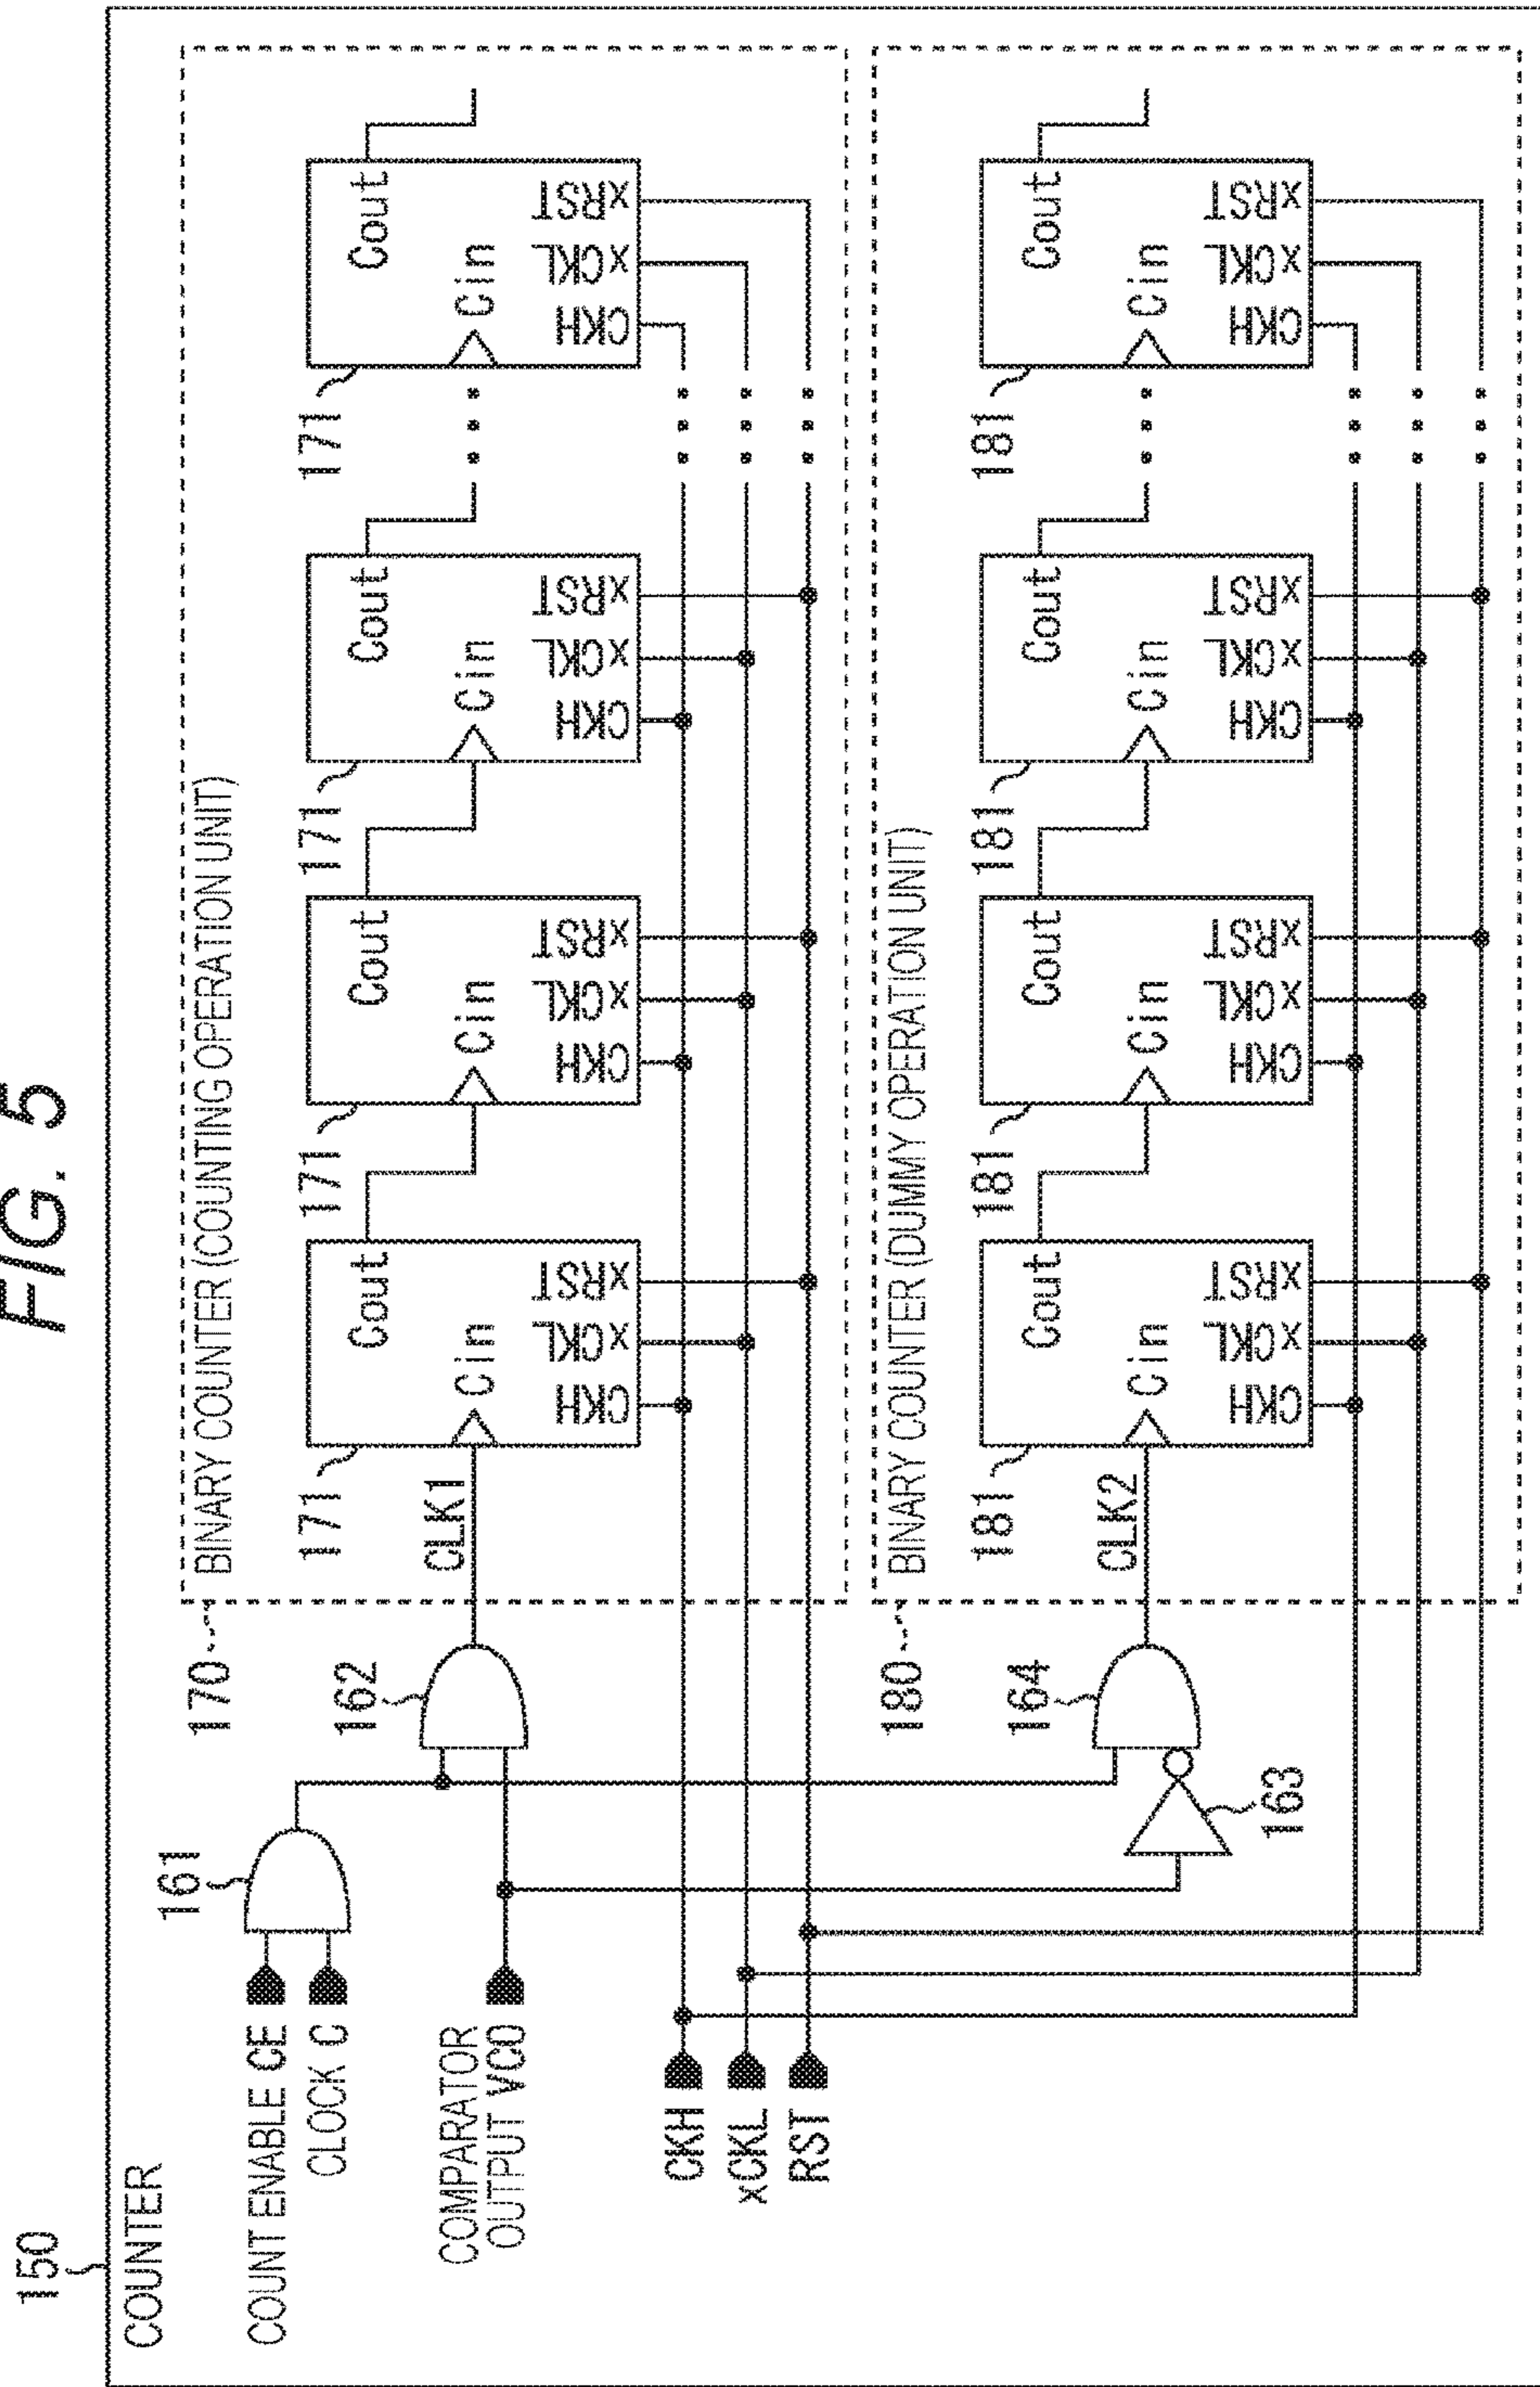 FIG. 5
150
COUNTER
COUNT ENABLE CE
CLOCK C
COMPARATOR
OUTPUT VCO
CKH
xCKL
RST
161
162
163
164
170
BINARY COUNTER (COUNTING OPERATION UNIT)
CLK1
171
Cout
Cin
CKH
xCKL
xRST
171
Cout
Cin
CKH
xCKL
xRST
171
Cout
Cin
CKH
xCKL
xRST
171
Cout
Cin
CKH
xCKL
xRST
180
BINARY COUNTER (DUMMY OPERATION UNIT)
CLK2
181
Cout
Cin
CKH
xCKL
xRST
181
Cout
Cin
CKH
xCKL
xRST
181
Cout
Cin
CKH
xCKL
xRST
181
Cout
Cin
CKH
xCKL
xRST